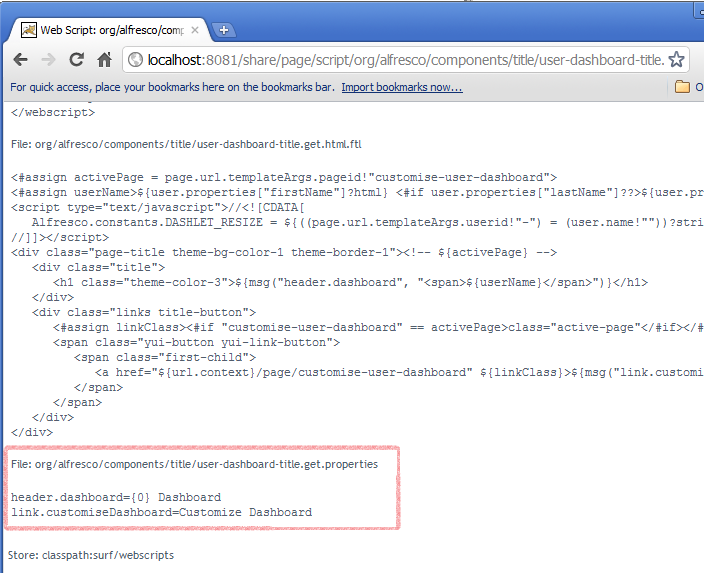 Web Script: org/alfresco/comp
localhost:8081/share/page/script/org/alfresco/components/title/user-dashboard-title.
For quick access, place your bookmarks here on the bookmarks bar. Import bookmarks now... O
</webscript>
File: org/alfresco/components/title/user-dashboard-title.get.html.ftl
<#assign activePage = page.url.templateArgs.pageid!"customise-user-dashboard">
<#assign userName>${user.properties["firstName"]?html} <#if user.properties["lastName"]??>${user.pr
<script type="text/javascript">//<![CDATA[
   Alfresco.constants.DASHLET_RESIZE = ${((page.url.templateArgs.userid!"-") = (user.name!""))?stri
//]]></script>
<div class="page-title theme-bg-color-1 theme-border-1"><!-- ${activePage} -->
   <div class="title">
      <h1 class="theme-color-3">${msg("header.dashboard", "<span>${userName}</span>")}</h1>
   </div>
   <div class="links title-button">
      <#assign linkClass><#if "customise-user-dashboard" == activePage>class="active-page"</#if></#
      <span class="yui-button yui-link-button">
         <span class="first-child">
            <a href="${url.context}/page/customise-user-dashboard" ${linkClass}>${msg("link.customi
         </span>
      </span>
   </div>
</div>
File: org/alfresco/components/title/user-dashboard-title.get.properties
header.dashboard={0} Dashboard
link.customiseDashboard=Customize Dashboard
Store: classpath:surf/webscripts